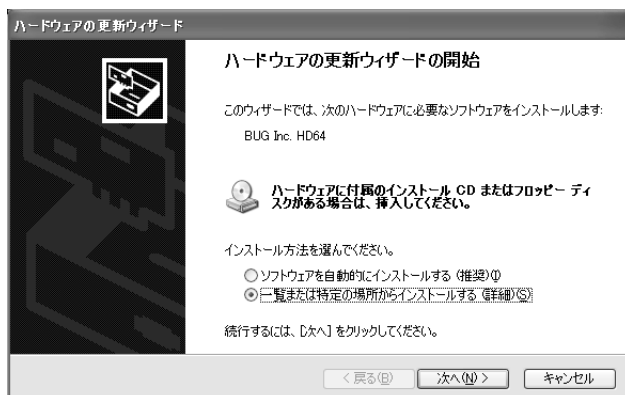 ハードウェアの更新ウィザード
ハードウェアの更新ウィザードの開始
このウィザードでは、次のハードウェアに必要なソフトウェアをインストールします:
BUG Inc. HD64
ハードウェアに付属のインストール CD またはフロッピー ディ
スクがある場合は、挿入してください。
インストール方法を選んでください。
ソフトウェアを自動的にインストールする (推奨)(I)
一覧または特定の場所からインストールする (詳細)(S)
続行するには、[次へ] をクリックしてください。
< 戻る(B) 次へ(N) > キャンセル